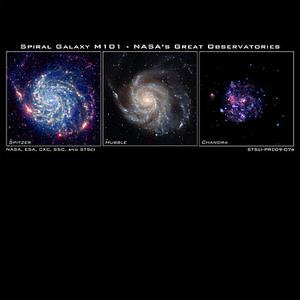 Spiral Galaxy M101 • NASA's Great Observatories
Spitzer
Hubble
Chandra
NASA, ESA, CXC, SSC, and STScI
STScI-PRC09-07a